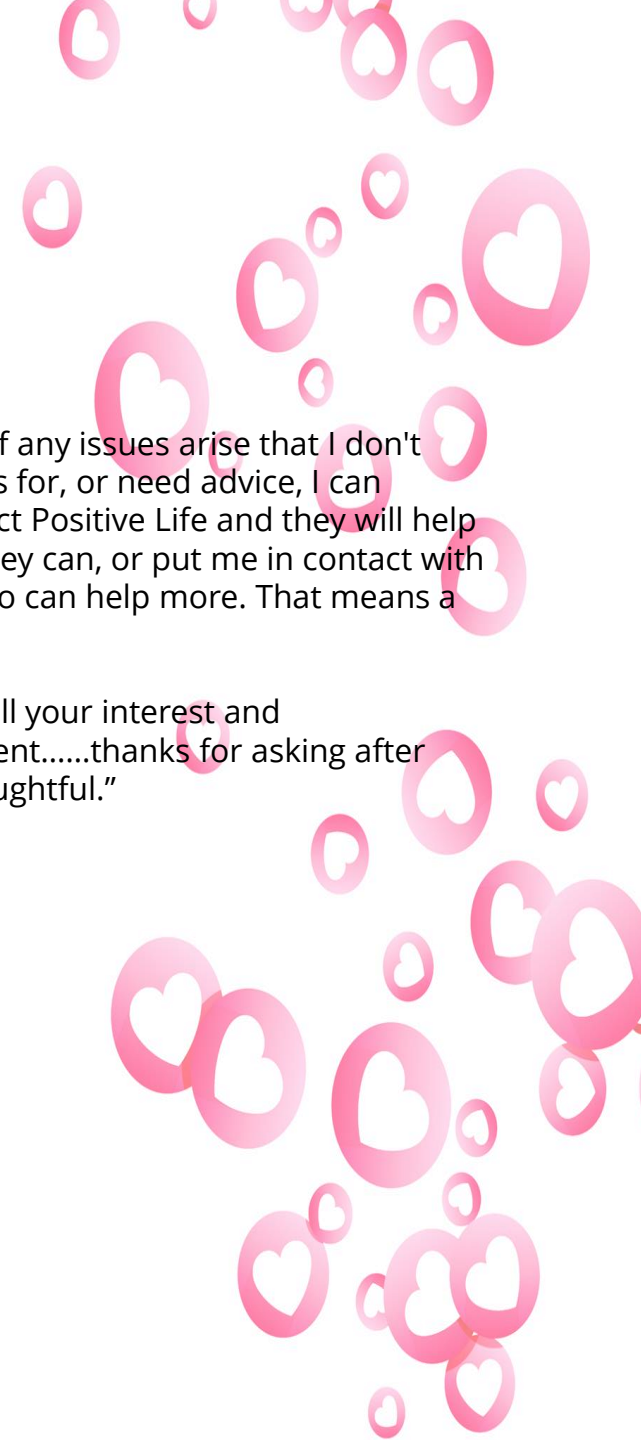 f any issues arise that I don't
s for, or need advice, I can
ct Positive Life and they will help
ey can, or put me in contact with
o can help more. That means a
ll your interest and
ent......thanks for asking after
ughtful.”